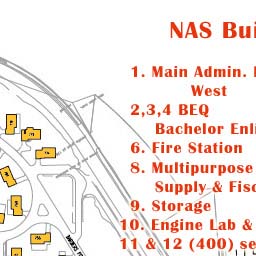 NAS Bui
1. Main Admin.
West
2,3,4 BEQ
Bachelor Enli
6. Fire Station
8. Multipurpose
Supply & Fisc
9. Storage
10. Engine Lab &
11 & 12 (400) se